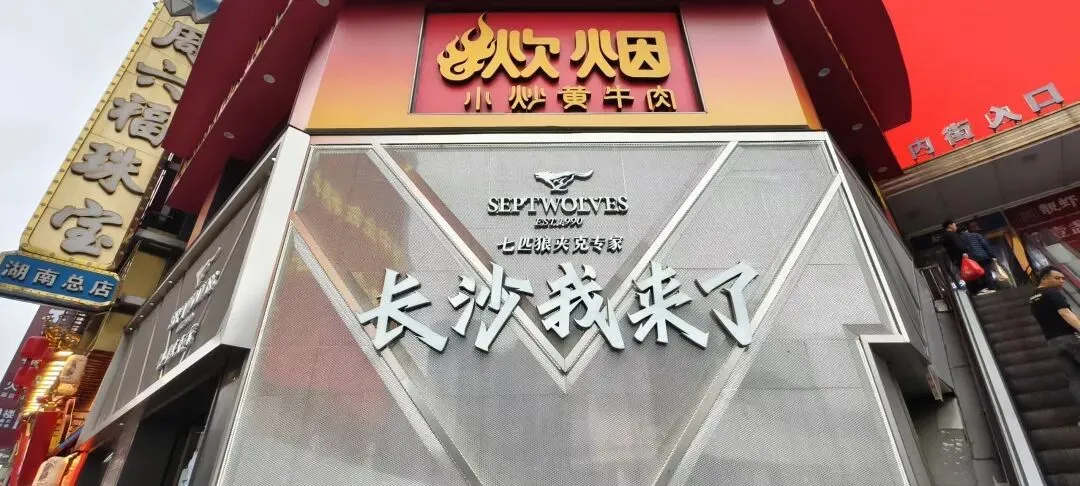 炊烟
小炒黄牛肉
SEPTWOLVES
EST.1990
七匹狼夹克专家
长沙我来了
周六福珠宝
湖南总店
内街入口